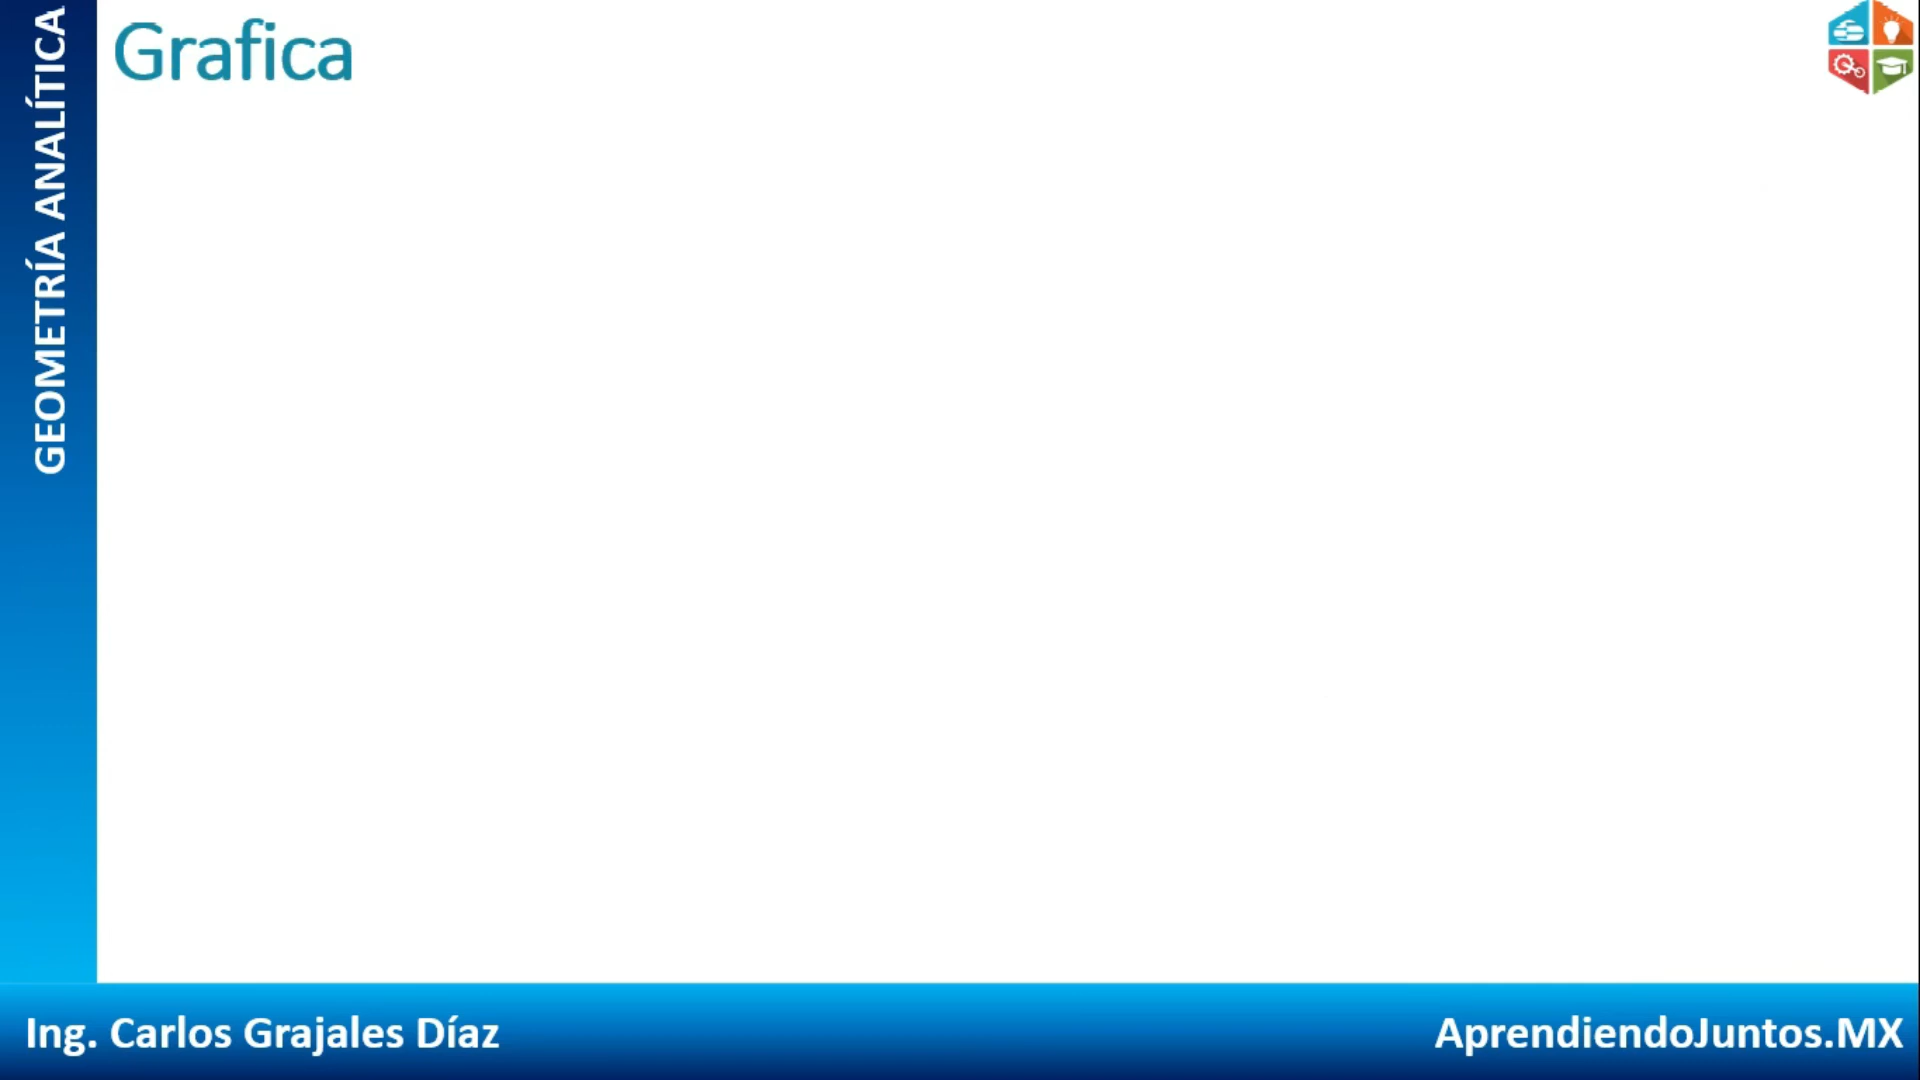 Grafica
GEOMETRÍA ANALÍTICA
Ing. Carlos Grajales Díaz
AprendiendoJuntos.MX